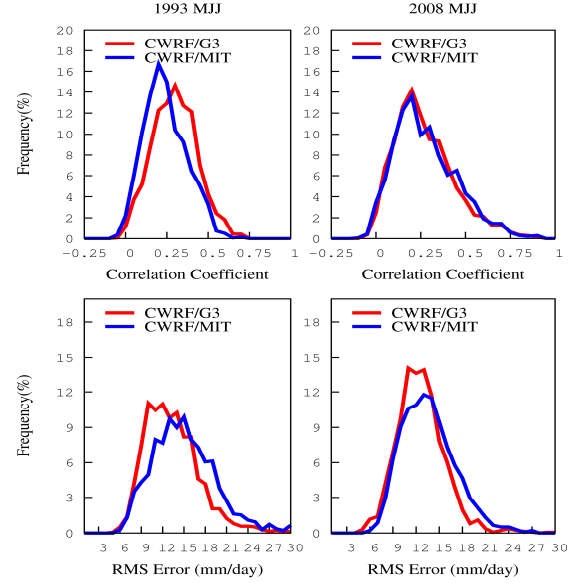 1993 MJJ
2008 MJJ
20
18
16
14
12
10
8
6
4
2
0
Frequency(%)
CWRF/G3
CWRF/MIT
-0.25 0 0.25 0.5 0.75 1
Correlation Coefficient
20
18
16
14
12
10
8
6
4
2
0
CWRF/G3
CWRF/MIT
-0.25 0 0.25 0.5 0.75 1
Correlation Coefficient
18
15
12
9
6
3
0
Frequency(%)
CWRF/G3
CWRF/MIT
3 6 9 12 15 18 21 24 27 30
RMS Error (mm/day)
18
15
12
9
6
3
0
CWRF/G3
CWRF/MIT
3 6 9 12 15 18 21 24 27 30
RMS Error (mm/day)